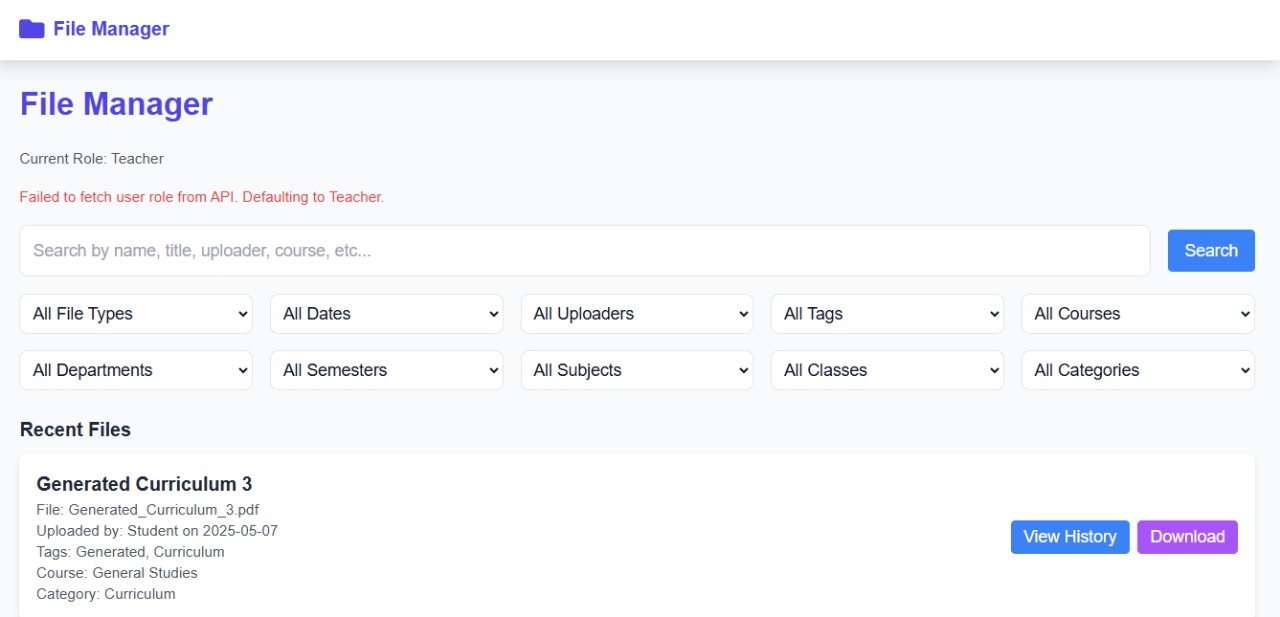 File Manager
File Manager
Current Role: Teacher
Failed to fetch user role from API. Defaulting to Teacher.
Search by name, title, uploader, course, etc... Search
All File Types All Dates All Uploaders All Tags All Courses
All Departments All Semesters All Subjects All Classes All Categories
Recent Files
Generated Curriculum 3
File: Generated_Curriculum_3.pdf
Uploaded by: Student on 2025-05-07
View History Download
Tags: Generated, Curriculum
Course: General Studies
Category: Curriculum